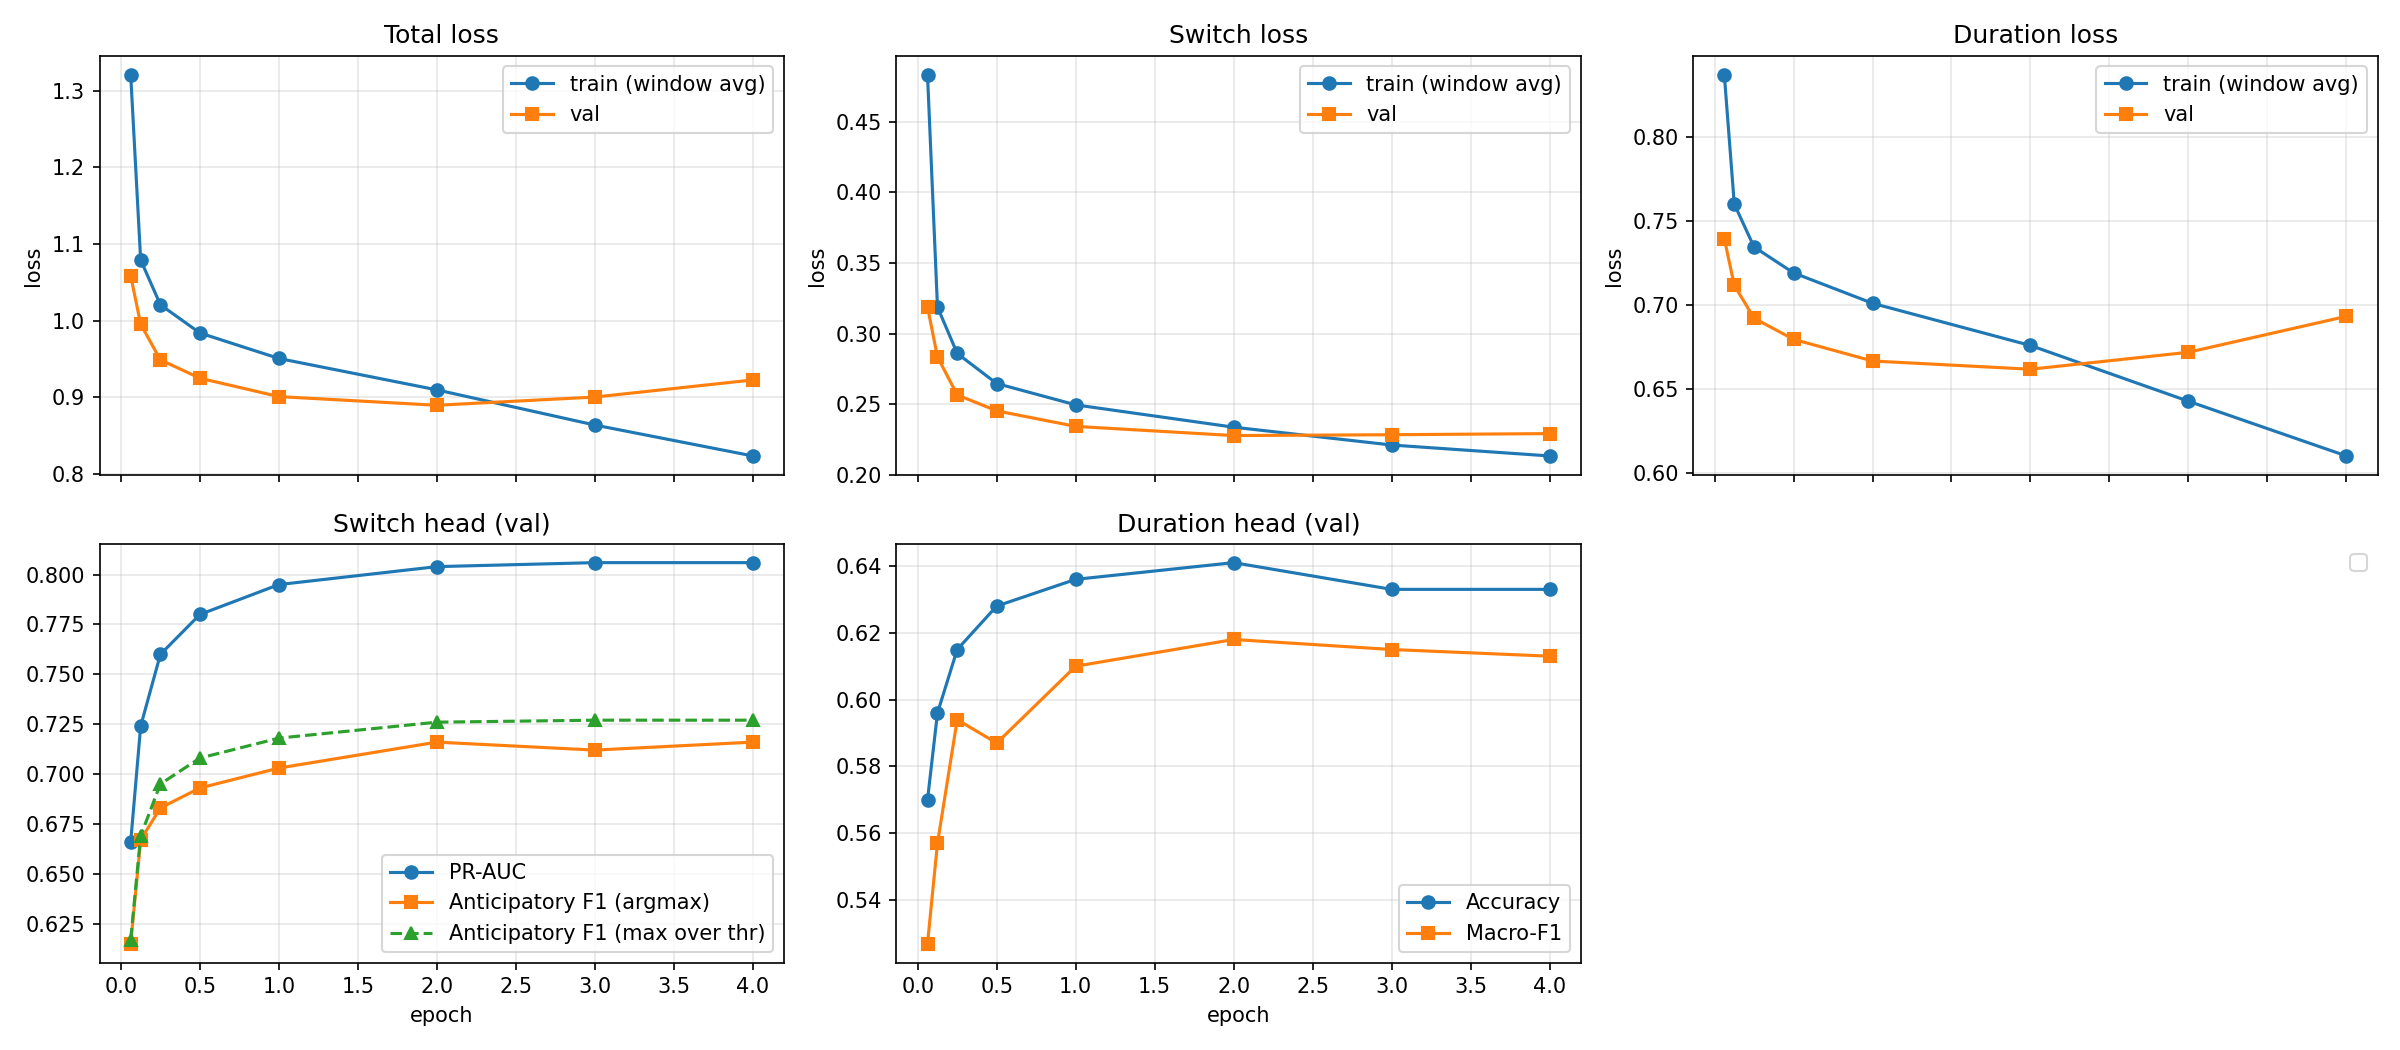 Total loss
Switch loss
Duration loss
train (window avg)
val
train (window avg)
val
train (window avg)
val
loss
1.3
1.2
1.1
1.0
0.9
0.8
loss
0.45
0.40
0.35
0.30
0.25
0.20
loss
0.80
0.75
0.70
0.65
0.60
Switch head (val)
Duration head (val)
0.800
0.775
0.750
0.725
0.700
0.675
0.650
0.625
PR-AUC
Anticipatory F1 (argmax)
Anticipatory F1 (max over thr)
0.0 0.5 1.0 1.5 2.0 2.5 3.0 3.5 4.0
epoch
0.64
0.62
0.60
0.58
0.56
0.54
Accuracy
Macro-F1
0.0 0.5 1.0 1.5 2.0 2.5 3.0 3.5 4.0
epoch